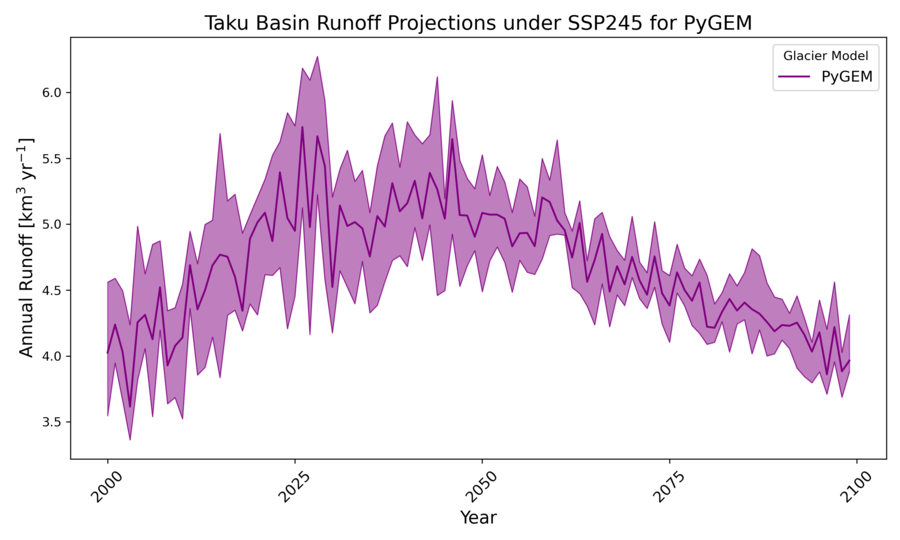 Taku Basin Runoff Projections under SSP245 for PyGEM
Glacier Model
PyGEM
Annual Runoff [km³ yr⁻¹]
6.0
5.5
5.0
4.5
4.0
3.5
2000
2025
2050
2075
2100
Year